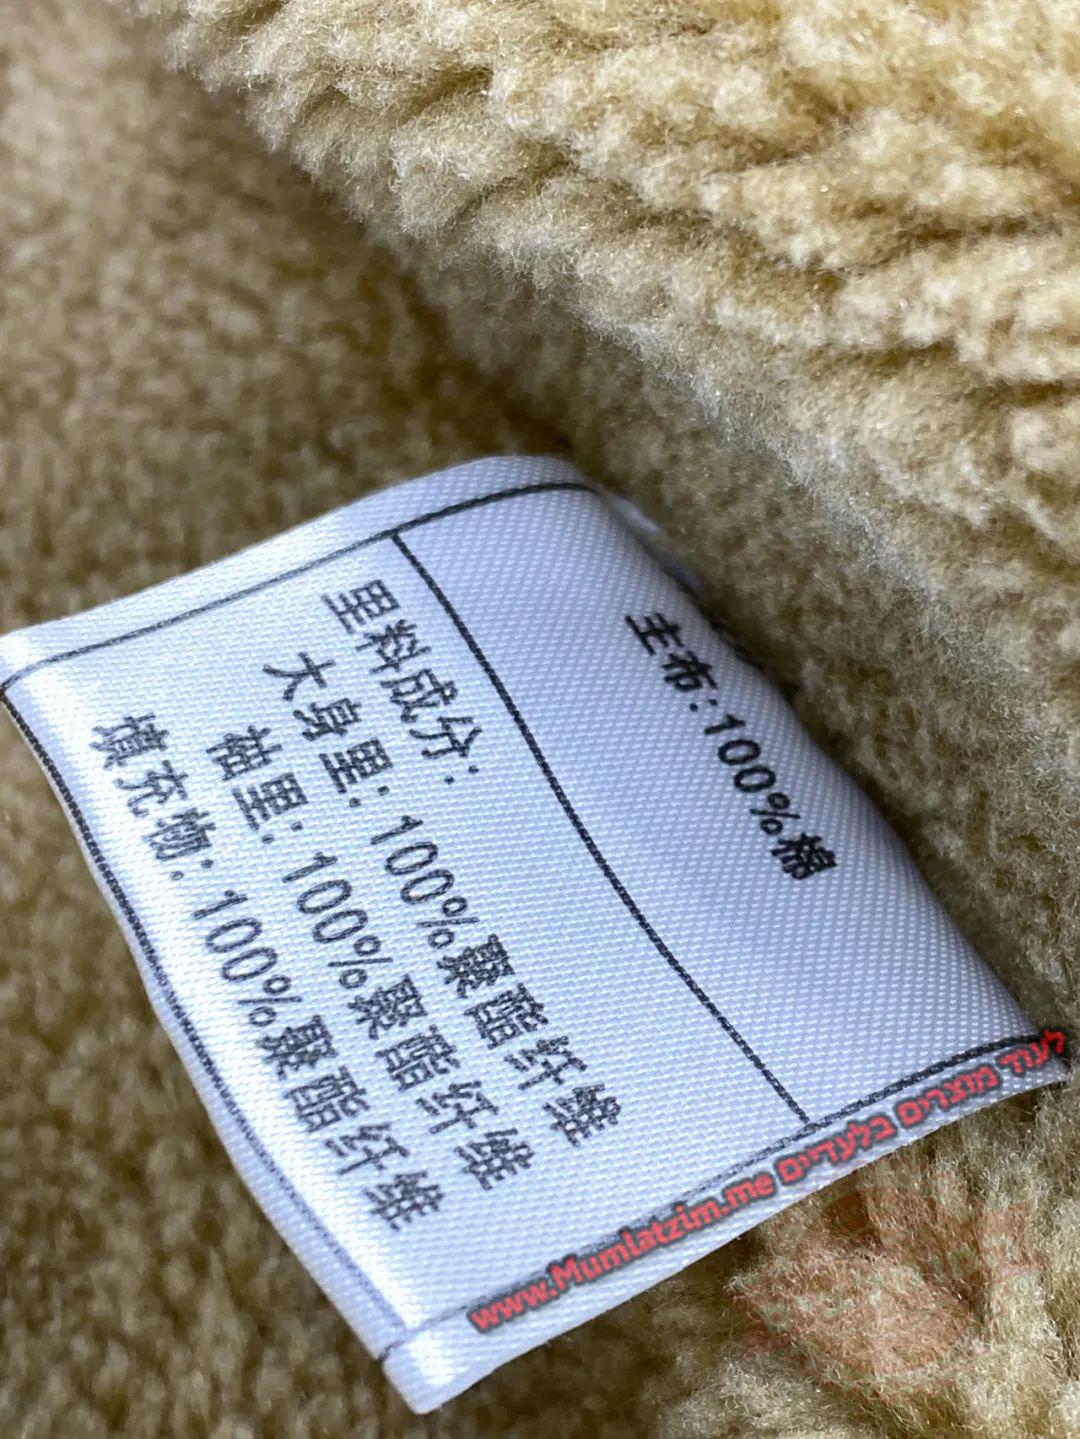 主布:100%棉
里料成分:
大身里:100%聚酯纤维
袖里:100%聚酯纤维
填充物:100%聚酯纤维
www.Mumlatzim.me לעוד מוצרים בלעדיים